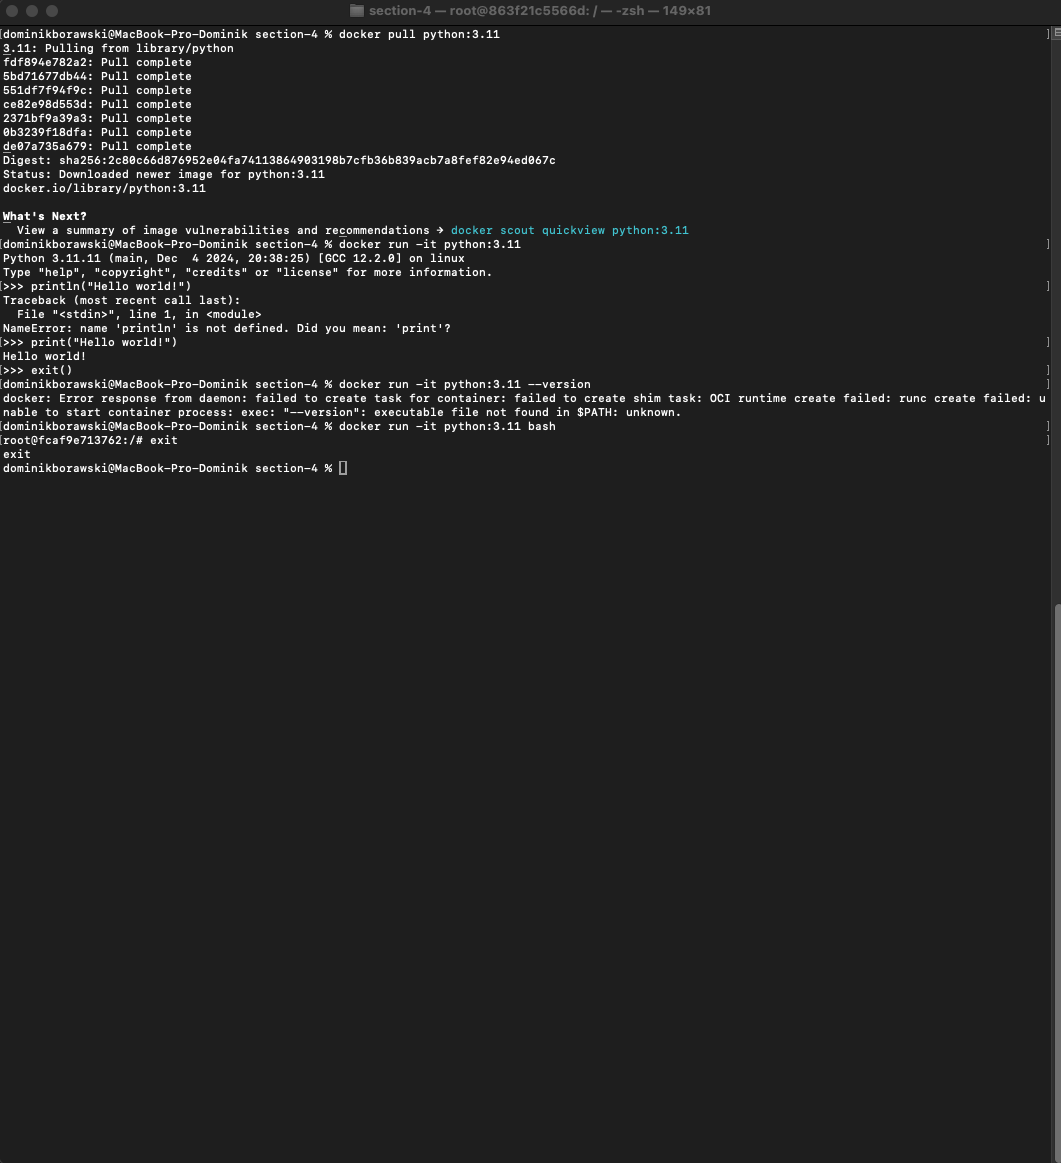 section-4 — root@863f21c5566d: / — -zsh — 149×81
[dominikborawski@MacBook-Pro-Dominik section-4 % docker pull python:3.11 ]
3.11: Pulling from library/python
fdf894e782a2: Pull complete
5bd71677db44: Pull complete
551df7f94f9c: Pull complete
ce82e98d553d: Pull complete
2371bf9a39a3: Pull complete
0b3239f18dfa: Pull complete
de07a735a679: Pull complete
Digest: sha256:2c80c66d876952e04fa74113864903198b7cfb36b839acb7a8fef82e94ed067c
Status: Downloaded newer image for python:3.11
docker.io/library/python:3.11
What's Next?
View a summary of image vulnerabilities and recommendations → docker scout quickview python:3.11
[dominikborawski@MacBook-Pro-Dominik section-4 % docker run -it python:3.11 ]
Python 3.11.11 (main, Dec  4 2024, 20:38:25) [GCC 12.2.0] on linux
Type "help", "copyright", "credits" or "license" for more information.
[>>> println("Hello world!") ]
Traceback (most recent call last):
File "<stdin>", line 1, in <module>
NameError: name 'println' is not defined. Did you mean: 'print'?
[>>> print("Hello world!") ]
Hello world!
[>>> exit() ]
[dominikborawski@MacBook-Pro-Dominik section-4 % docker run -it python:3.11 --version ]
docker: Error response from daemon: failed to create task for container: failed to create shim task: OCI runtime create failed: runc create failed: u
nable to start container process: exec: "--version": executable file not found in $PATH: unknown.
[dominikborawski@MacBook-Pro-Dominik section-4 % docker run -it python:3.11 bash ]
[root@fcaf9e713762:/# exit ]
exit
dominikborawski@MacBook-Pro-Dominik section-4 %